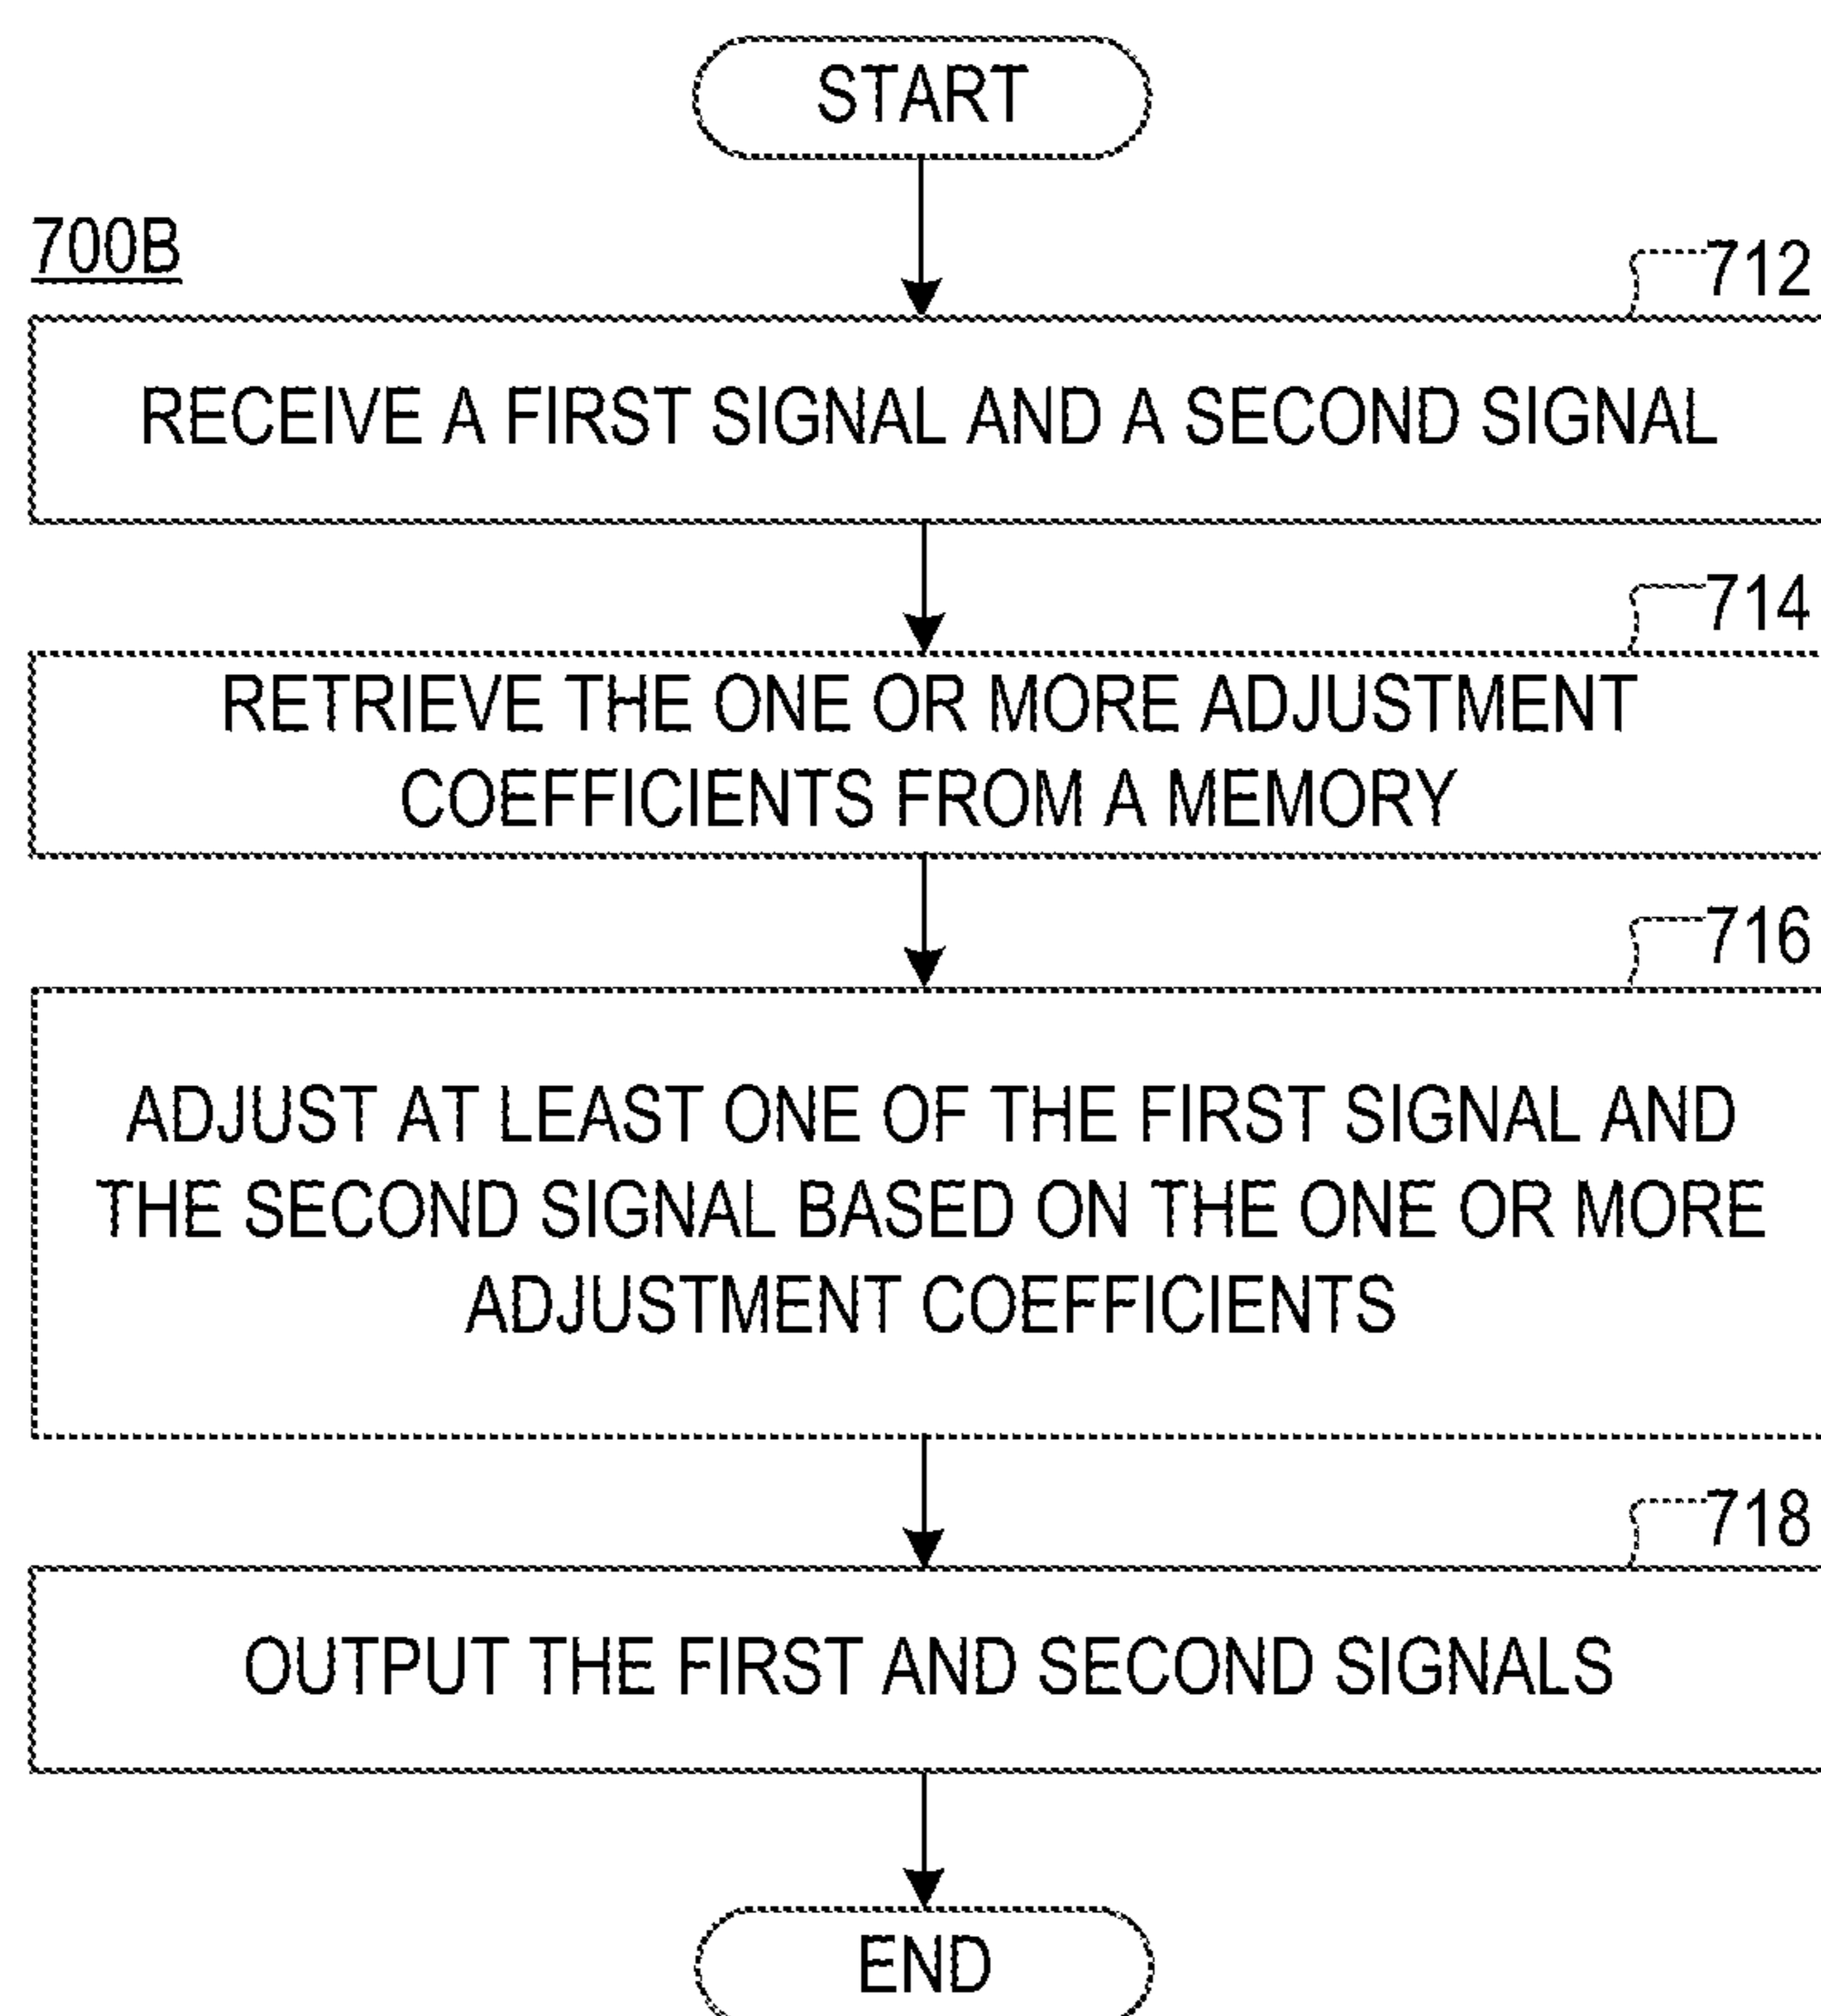 START
700B
712
RECEIVE A FIRST SIGNAL AND A SECOND SIGNAL
714
RETRIEVE THE ONE OR MORE ADJUSTMENT
COEFFICIENTS FROM A MEMORY
716
ADJUST AT LEAST ONE OF THE FIRST SIGNAL AND
THE SECOND SIGNAL BASED ON THE ONE OR MORE
ADJUSTMENT COEFFICIENTS
718
OUTPUT THE FIRST AND SECOND SIGNALS
END